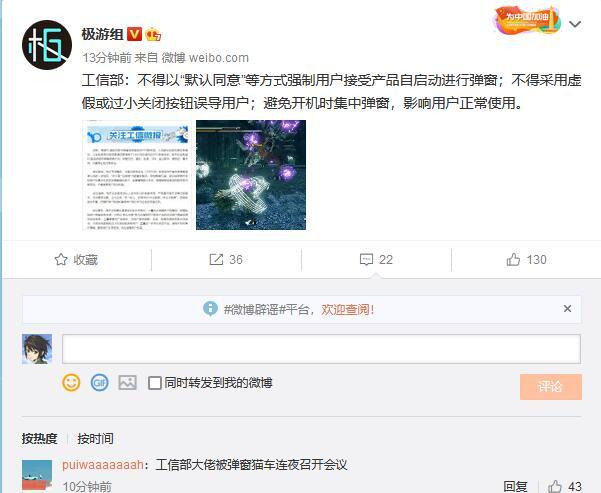 极
为中国加油
极游组 V
13分钟前 来自 微博 weibo.com
工信部：不得以“默认同意”等方式强制用户接受产品自启动进行弹窗；不得采用虚
假或过小关闭按钮误导用户；避免开机时集中弹窗，影响用户正常使用。
关注工信微报
收藏
36
22
130
#微博辟谣#平台，欢迎查阅！
GIF
同时转发到我的微博
评论
按热度 按时间
puiwaaaaaaah：工信部大佬被弹窗猫车连夜召开会议
10分钟前
回复 43